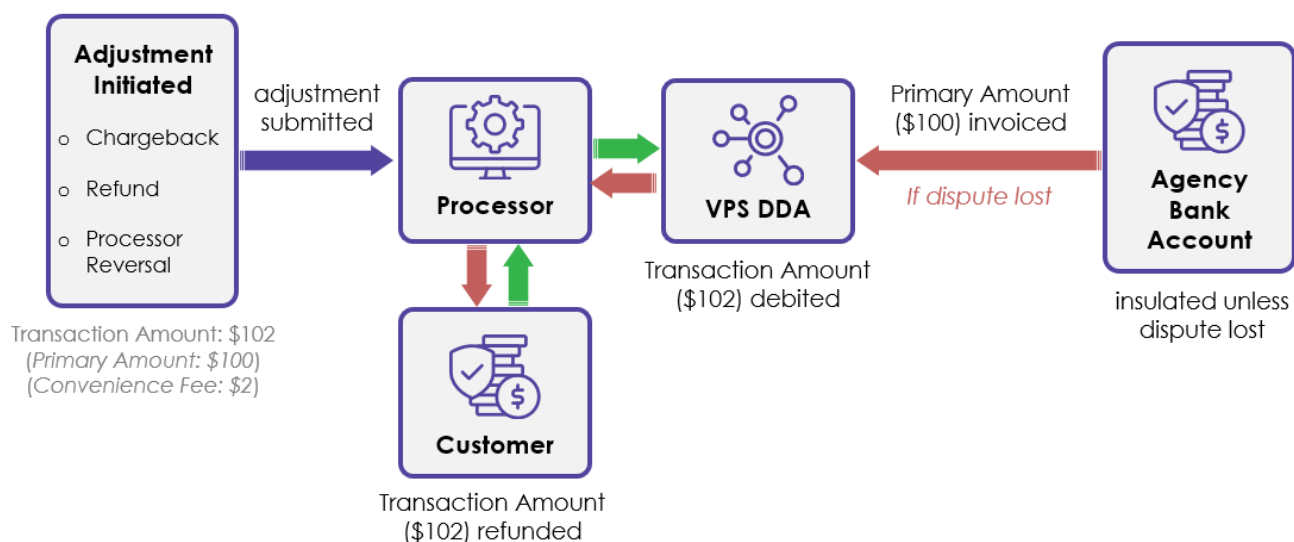 Adjustment
Initiated
o Chargeback
o Refund
o Processor
Reversal
Transaction Amount: $102
(Primary Amount: $100)
(Convenience Fee: $2)
adjustment
submitted
Processor
Customer
Transaction Amount
($102) refunded
VPS DDA
Transaction Amount
($102) debited
Primary Amount
($100) invoiced
If dispute lost
Agency
Bank
Account
insulated unless
dispute lost